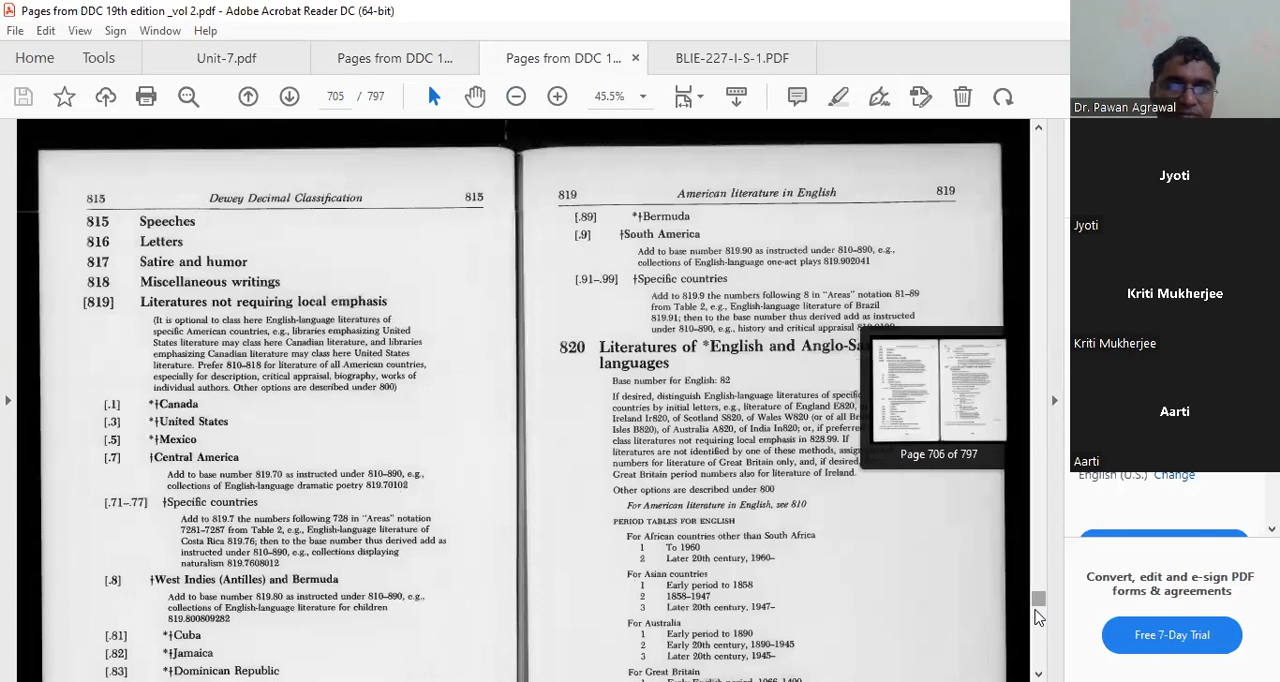 Pages from DDC 19th edition _vol 2.pdf - Adobe Acrobat Reader DC (64-bit)
File Edit View Sign Window Help
Home Tools Unit-7.pdf Pages from DDC 1... Pages from DDC 1... × BLIE-227-I-S-1.PDF
705 / 797 45.5%
815 Dewey Decimal Classification 815
815 Speeches
816 Letters
817 Satire and humor
818 Miscellaneous writings
[819] Literatures not requiring local emphasis
(It is optional to class here English-language literatures of
specific American countries, e.g., libraries emphasizing United
States literature may class here Canadian literature, and libraries
emphasizing Canadian literature may class here United States
literature. Prefer 810–818 for literature of all American countries,
especially for description, critical appraisal, biography, works of
individual authors. Other options are described under 800)
[.1] *†Canada
[.3] *†United States
[.5] *†Mexico
[.7] †Central America
Add to base number 819.70 as instructed under 810–890, e.g.,
collections of English-language dramatic poetry 819.70102
[.71–.77] †Specific countries
Add to 819.7 the numbers following 728 in "Areas" notation
7281–7287 from Table 2, e.g., English-language literature of
Costa Rica 819.76; then to the base number thus derived add as
instructed under 810–890, e.g., collections displaying
naturalism 819.7608012
[.8] †West Indies (Antilles) and Bermuda
Add to base number 819.80 as instructed under 810–890, e.g.,
collections of English-language literature for children
819.800809282
[.81] *†Cuba
[.82] *†Jamaica
[.83] *†Dominican Republic
819 American literature in English 819
[.89] *†Bermuda
[.9] †South America
Add to base number 819.90 as instructed under 810–890, e.g.,
collections of English-language one-act plays 819.902041
[.91–.99] †Specific countries
Add to 819.9 the numbers following 8 in "Areas" notation 81–89
from Table 2, e.g., English-language literature of Brazil
819.91; then to the base number thus derived add as instructed
under 810–890, e.g., history and critical appraisal
820 Literatures of *English and
languages
Base number for English: 82
If desired, distinguish English-language literatures of
countries by initial letters, e.g., literature of England E820,
Ireland Ir820, of Scotland S820, of Wales W820 (or of all
Isles B820), of Australia A820, of India In820; or, if
class literatures not requiring local emphasis in 828.99. If
literatures are not identified by one of these methods,
numbers for literature of Great Britain only, and, if desired,
Great Britain period numbers also for literature of Ireland.
Other options are described under 800
For American literature in English, see 810
PERIOD TABLES FOR ENGLISH
For African countries other than South Africa
1 To 1960
2 Later 20th century, 1960–
For Asian countries
1 Early period to 1858
2 1858–1947
3 Later 20th century, 1947–
For Australia
1 Early period to 1890
2 Early 20th century, 1890–1945
3 Later 20th century, 1945–
For Great Britain
Page 706 of 797
Dr. Pawan Agrawal
Jyoti
Jyoti
Kriti Mukherjee
Kriti Mukherjee
Aarti
Aarti
English (U.S.) Change
Convert, edit and e-sign PDF
forms & agreements
Free 7-Day Trial